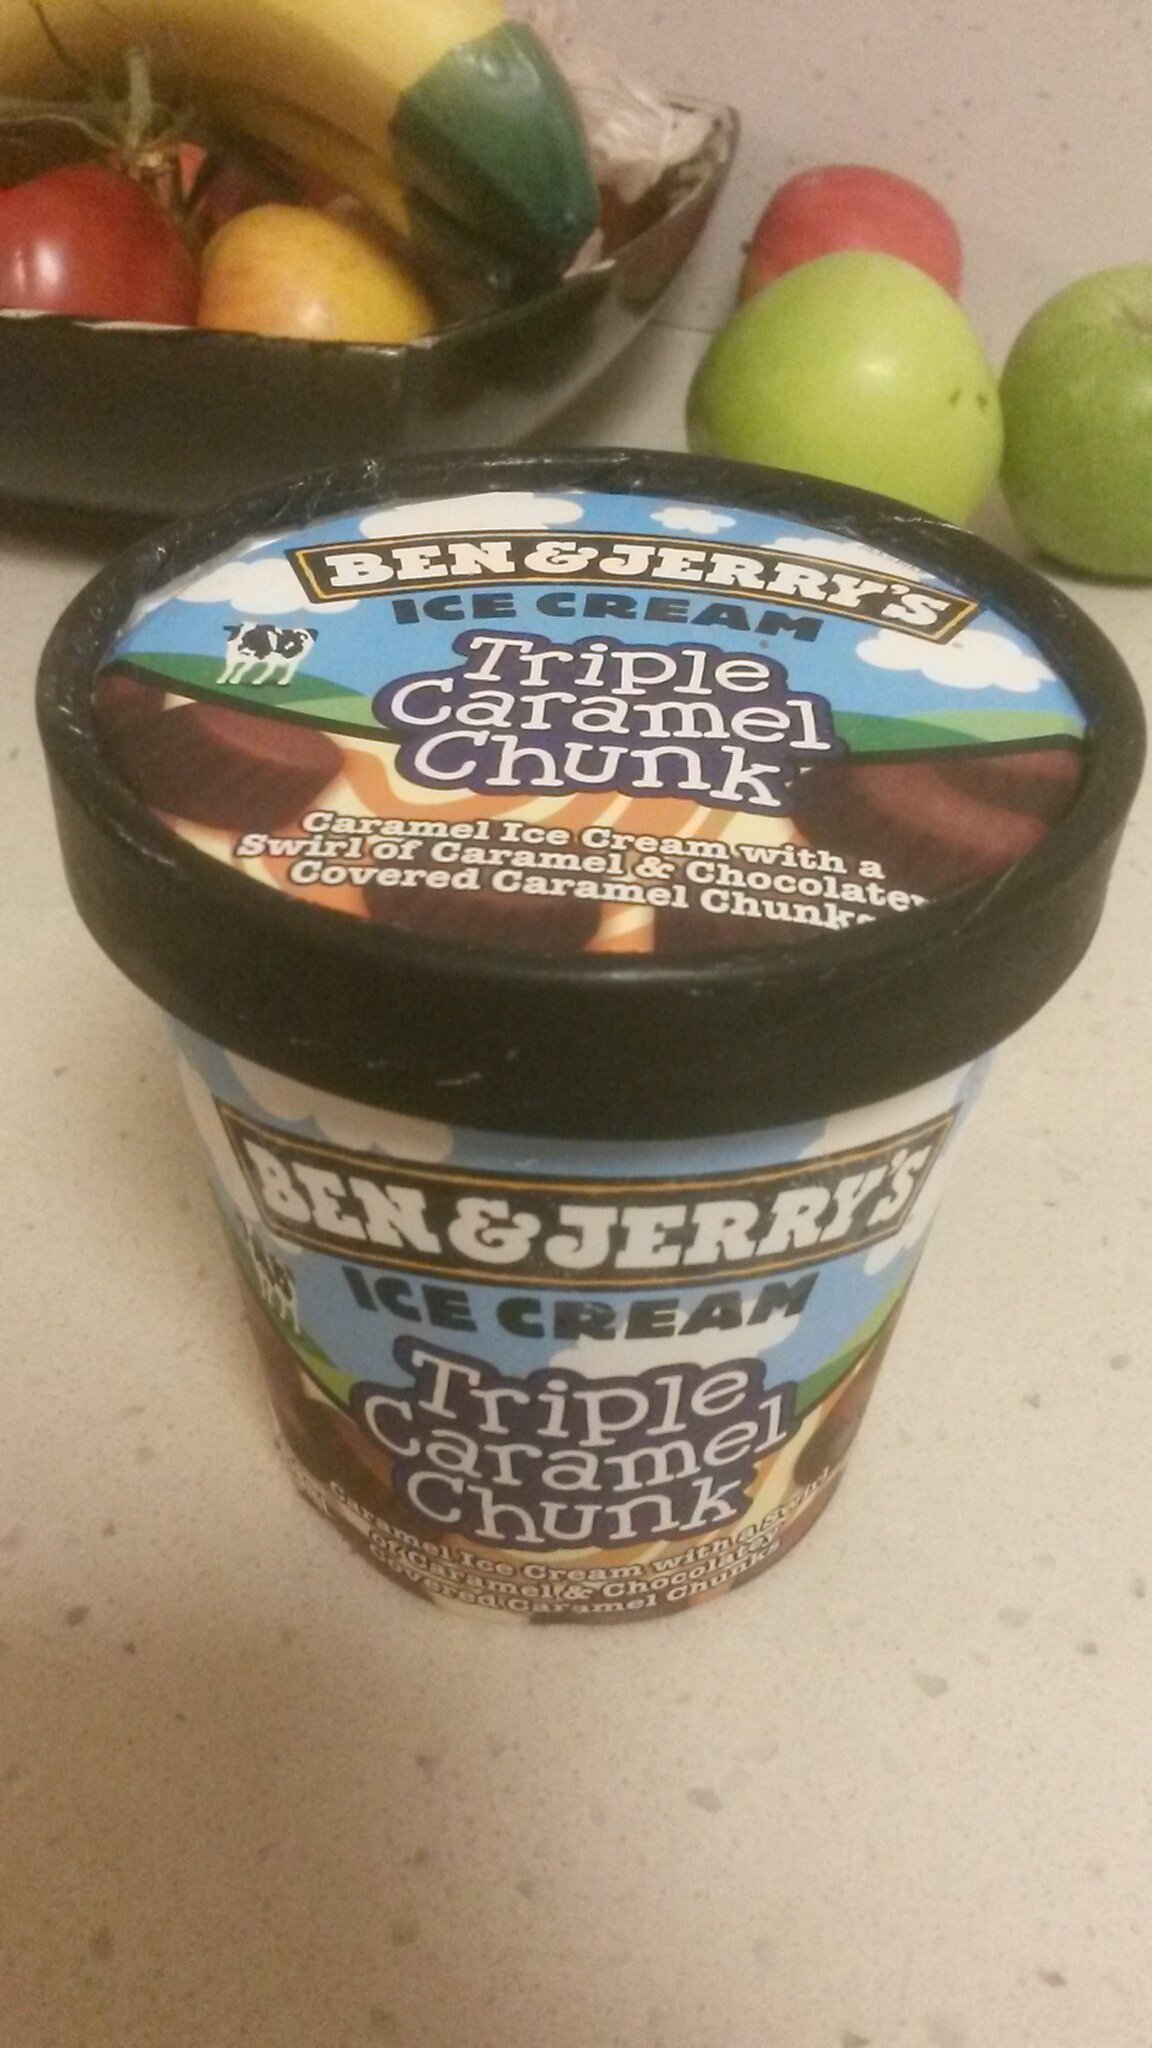 BEN & JERRY'S
ICE CREAM
Triple
Caramel
Chunk
Caramel Ice Cream with a
Swirl of Caramel & Chocolatey
Covered Caramel Chunks
BEN & JERRY'S
ICE CREAM
Triple
Caramel
Chunk
Caramel Ice Cream with a Swirl
of Caramel & Chocolatey
Covered Caramel Chunks